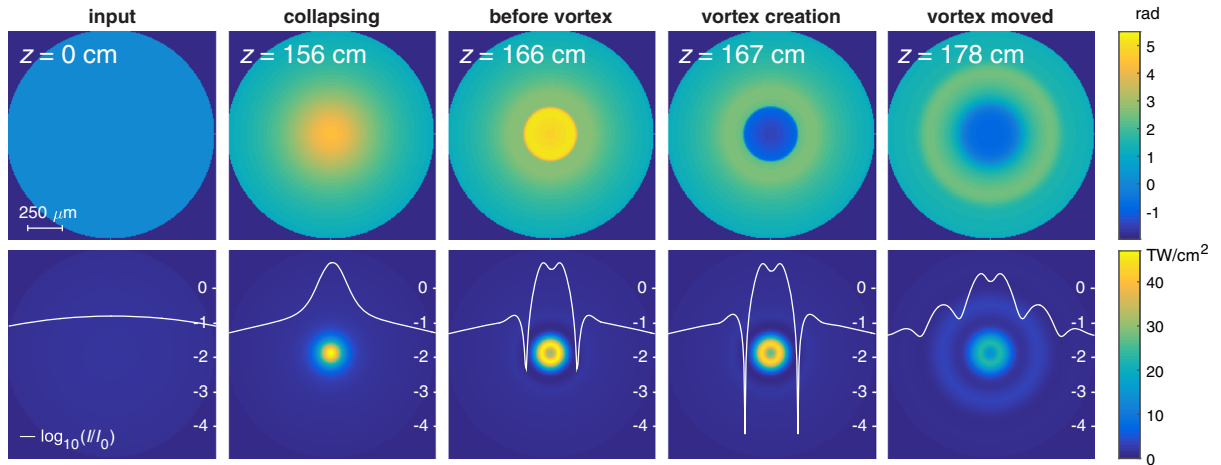 input collapsing before vortex vortex creation vortex moved rad
z = 0 cm z = 156 cm z = 166 cm z = 167 cm z = 178 cm
5
4
3
2
1
0
-1
250 μm
TW/cm²
0 0 0 0 40
-1 -1 -1 -1 30
-2 -2 -2 -2 20
-3 -3 -3 -3
-4 -4 -4 -4 10
— log₁₀(I/I₀) 0